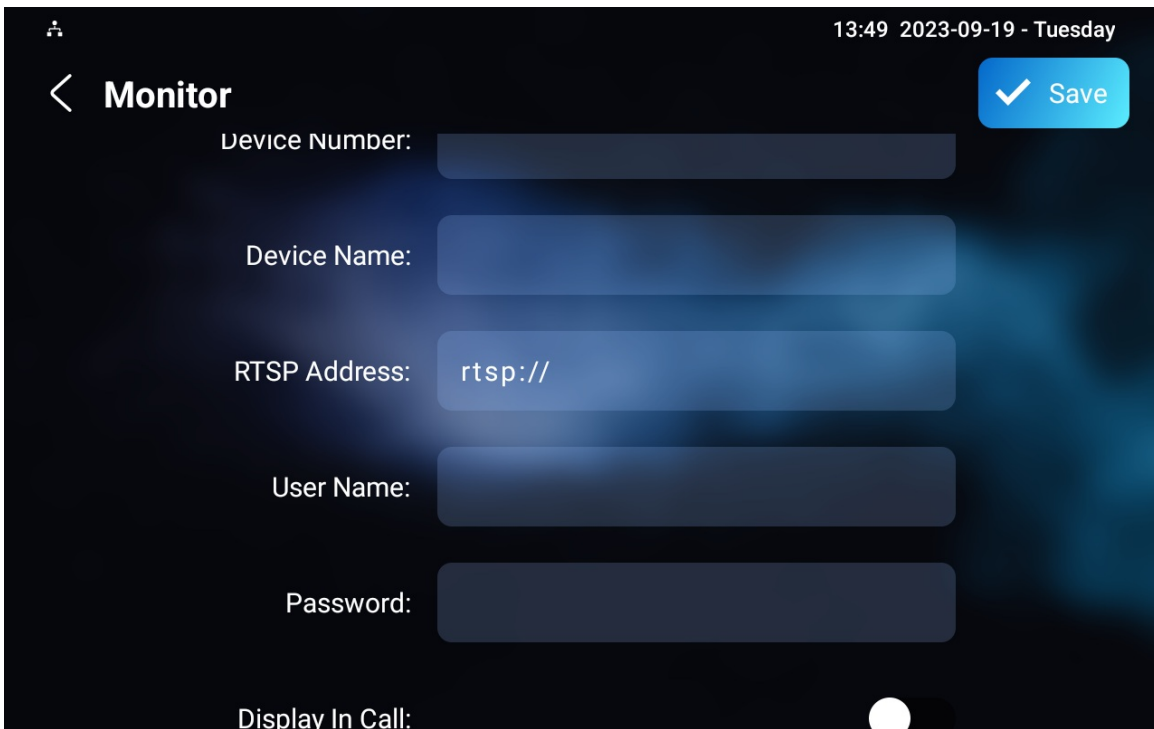 13:49 2023-09-19 - Tuesday
Monitor
Save
Device Number:
Device Name:
RTSP Address: rtsp://
User Name:
Password:
Display In Call: